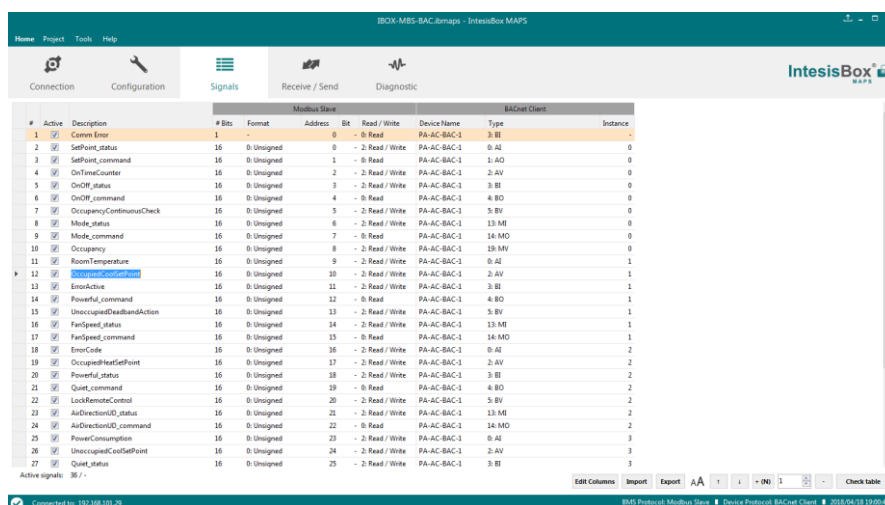 IBOX-MBS-BAC.ibmaps - IntesisBox MAPS
Home Project Tools Help
Connection Configuration Signals Receive / Send Diagnostic
IntesisBox®
MAPS
Modbus Slave BACnet Client
# Active Description # Bits Format Address Bit Read / Write Device Name Type Instance
1 Comm Error 1 - 0 - 0: Read PA-AC-BAC-1 3: BI -
2 SetPoint_status 16 0: Unsigned 0 - 2: Read / Write PA-AC-BAC-1 0: AI 0
3 SetPoint_command 16 0: Unsigned 1 - 0: Read PA-AC-BAC-1 1: AO 0
4 OnTimeCounter 16 0: Unsigned 2 - 2: Read / Write PA-AC-BAC-1 2: AV 0
5 OnOff_status 16 0: Unsigned 3 - 2: Read / Write PA-AC-BAC-1 3: BI 0
6 OnOff_command 16 0: Unsigned 4 - 0: Read PA-AC-BAC-1 4: BO 0
7 OccupancyContinuousCheck 16 0: Unsigned 5 - 2: Read / Write PA-AC-BAC-1 5: BV 0
8 Mode_status 16 0: Unsigned 6 - 2: Read / Write PA-AC-BAC-1 13: MI 0
9 Mode_command 16 0: Unsigned 7 - 0: Read PA-AC-BAC-1 14: MO 0
10 Occupancy 16 0: Unsigned 8 - 2: Read / Write PA-AC-BAC-1 19: MV 0
11 RoomTemperature 16 0: Unsigned 9 - 2: Read / Write PA-AC-BAC-1 0: AI 1
12 OccupiedCoolSetPoint 16 0: Unsigned 10 - 2: Read / Write PA-AC-BAC-1 2: AV 1
13 ErrorActive 16 0: Unsigned 11 - 2: Read / Write PA-AC-BAC-1 3: BI 1
14 Powerful_command 16 0: Unsigned 12 - 0: Read PA-AC-BAC-1 4: BO 1
15 UnoccupiedDeadbandAction 16 0: Unsigned 13 - 2: Read / Write PA-AC-BAC-1 5: BV 1
16 FanSpeed_status 16 0: Unsigned 14 - 2: Read / Write PA-AC-BAC-1 13: MI 1
17 FanSpeed_command 16 0: Unsigned 15 - 0: Read PA-AC-BAC-1 14: MO 1
18 ErrorCode 16 0: Unsigned 16 - 2: Read / Write PA-AC-BAC-1 0: AI 2
19 OccupiedHeatSetPoint 16 0: Unsigned 17 - 2: Read / Write PA-AC-BAC-1 2: AV 2
20 Powerful_status 16 0: Unsigned 18 - 2: Read / Write PA-AC-BAC-1 3: BI 2
21 Quiet_command 16 0: Unsigned 19 - 0: Read PA-AC-BAC-1 4: BO 2
22 LockRemoteControl 16 0: Unsigned 20 - 2: Read / Write PA-AC-BAC-1 5: BV 2
23 AirDirectionUD_status 16 0: Unsigned 21 - 2: Read / Write PA-AC-BAC-1 13: MI 2
24 AirDirectionUD_command 16 0: Unsigned 22 - 0: Read PA-AC-BAC-1 14: MO 2
25 PowerConsumption 16 0: Unsigned 23 - 2: Read / Write PA-AC-BAC-1 0: AI 3
26 UnoccupiedCoolSetPoint 16 0: Unsigned 24 - 2: Read / Write PA-AC-BAC-1 2: AV 3
27 Quiet_status 16 0: Unsigned 25 - 2: Read / Write PA-AC-BAC-1 3: BI 3
Active signals: 36 / -
Edit Columns Import Export AA ↑ ↓ + (N) 1 - Check table
Connected to: 192.168.101.29 BMS Protocol: Modbus Slave Device Protocol: BACnet Client 2018/04/18 19:00:4